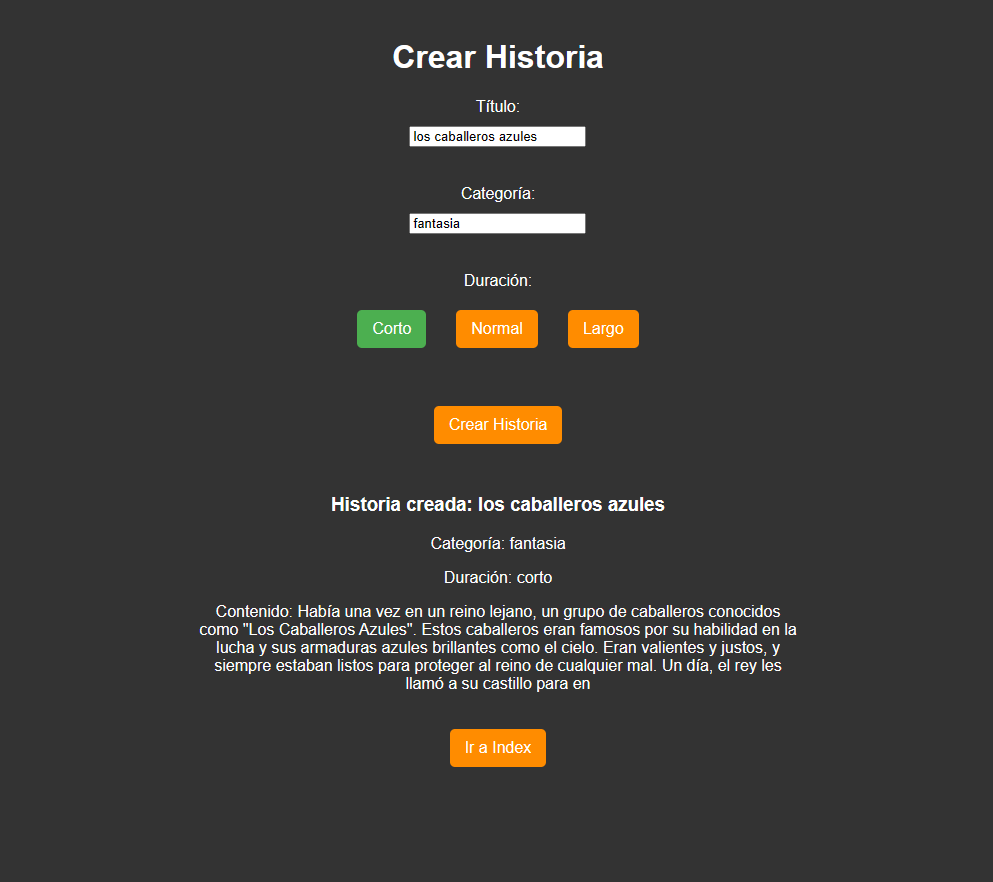 Crear Historia
Título:
los caballeros azules
Categoría:
fantasia
Duración:
Corto Normal Largo
Crear Historia
Historia creada: los caballeros azules
Categoría: fantasia
Duración: corto
Contenido: Había una vez en un reino lejano, un grupo de caballeros conocidos
como "Los Caballeros Azules". Estos caballeros eran famosos por su habilidad en la
lucha y sus armaduras azules brillantes como el cielo. Eran valientes y justos, y
siempre estaban listos para proteger al reino de cualquier mal. Un día, el rey les
llamó a su castillo para en
Ir a Index